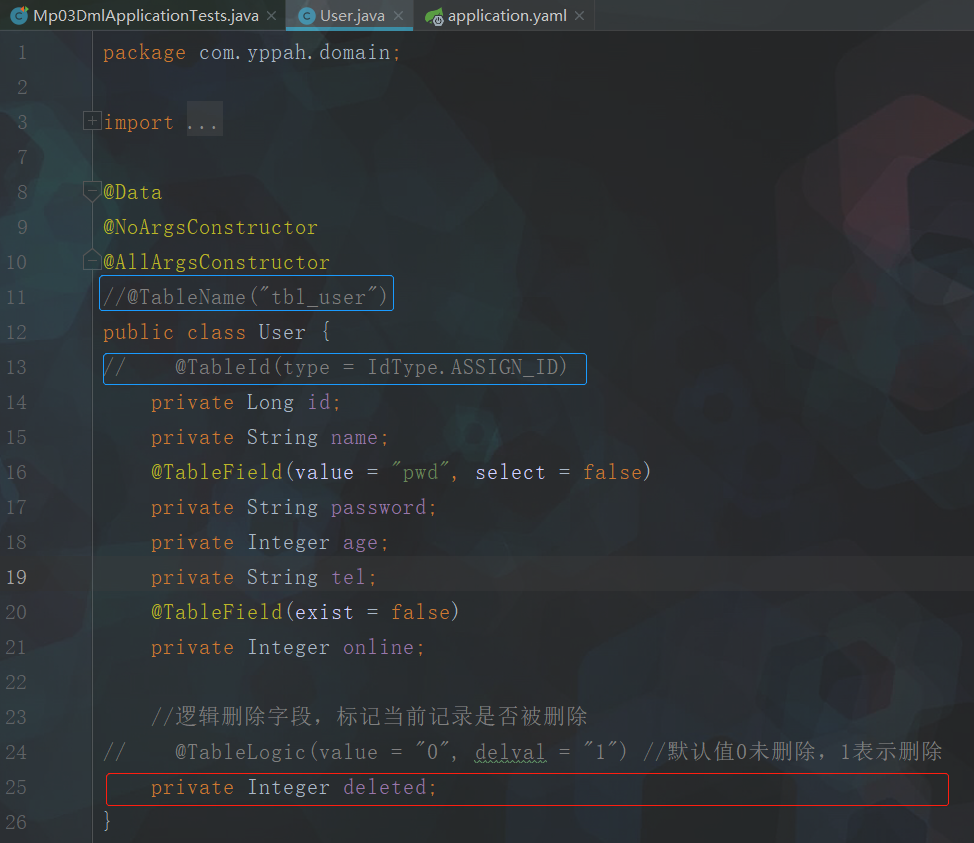 Mp03DmlApplicationTests.java × User.java × application.yaml ×
1 package com.yppah.domain;
2
3 import ...
7
8 @Data
9 @NoArgsConstructor
10 @AllArgsConstructor
11 //@TableName("tbl_user")
12 public class User {
13 //    @TableId(type = IdType.ASSIGN_ID)
14     private Long id;
15     private String name;
16     @TableField(value = "pwd", select = false)
17     private String password;
18     private Integer age;
19     private String tel;
20     @TableField(exist = false)
21     private Integer online;
22
23     //逻辑删除字段，标记当前记录是否被删除
24 //    @TableLogic(value = "0", delval = "1") //默认值0未删除，1表示删除
25     private Integer deleted;
26 }